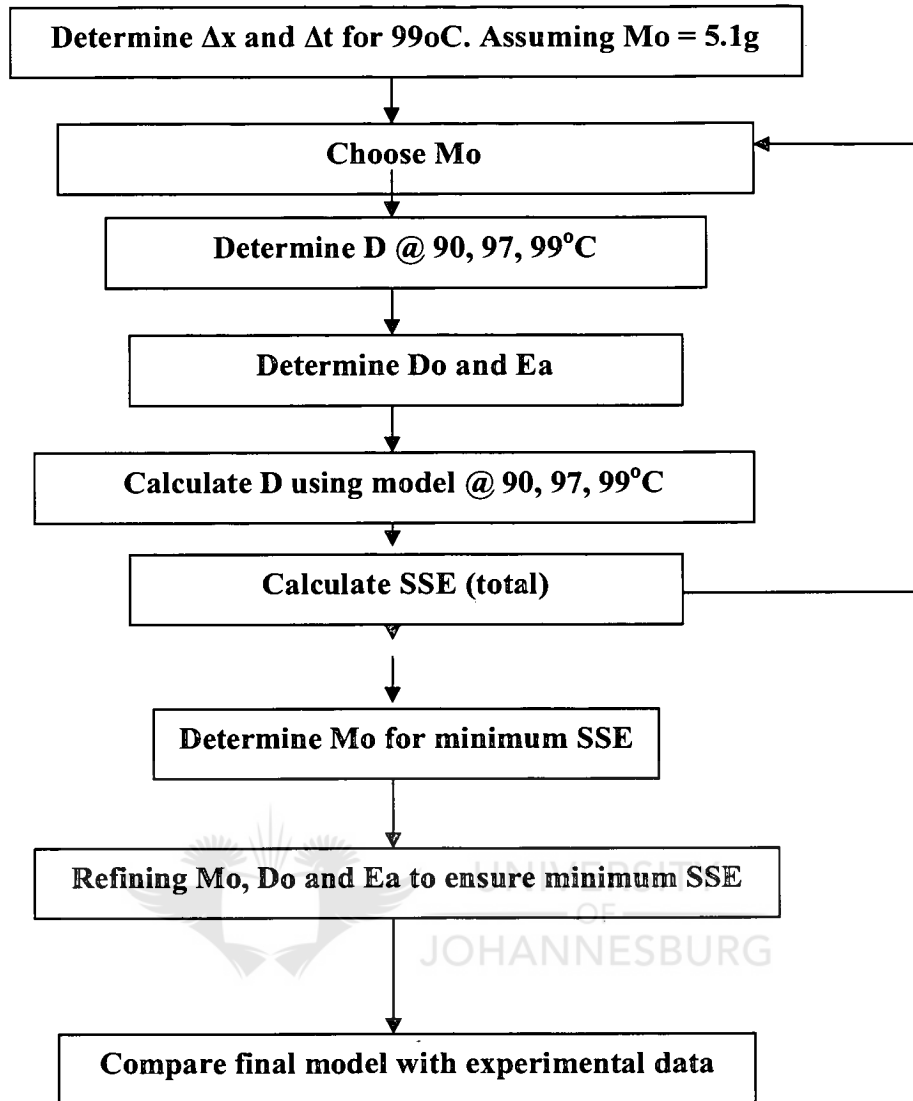 Determine Δx and Δt for 99oC. Assuming Mo = 5.1g
Choose Mo
Determine D @ 90, 97, 99°C
Determine Do and Ea
Calculate D using model @ 90, 97, 99°C
Calculate SSE (total)
Determine Mo for minimum SSE
Refining Mo, Do and Ea to ensure minimum SSE
UNIVERSITY
OF
JOHANNESBURG
Compare final model with experimental data